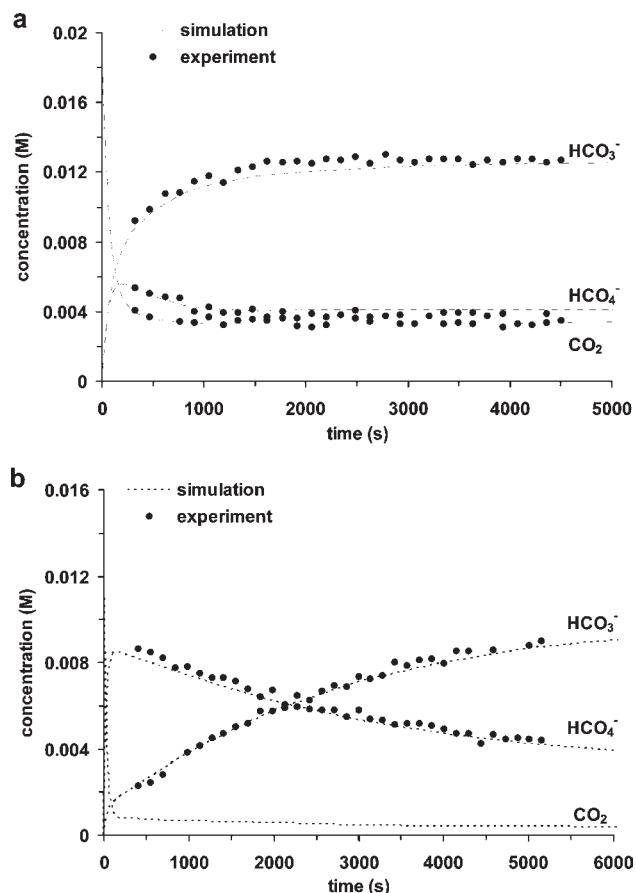 a
0.02
simulation
experiment
0.016
0.012
0.008
0.004
0
concentration (M)
HCO₃⁻
HCO₄⁻
CO₂
0 1000 2000 3000 4000 5000
time (s)
b
0.016
simulation
experiment
0.012
0.008
0.004
0
concentration (M)
HCO₃⁻
HCO₄⁻
CO₂
0 1000 2000 3000 4000 5000 6000
time (s)